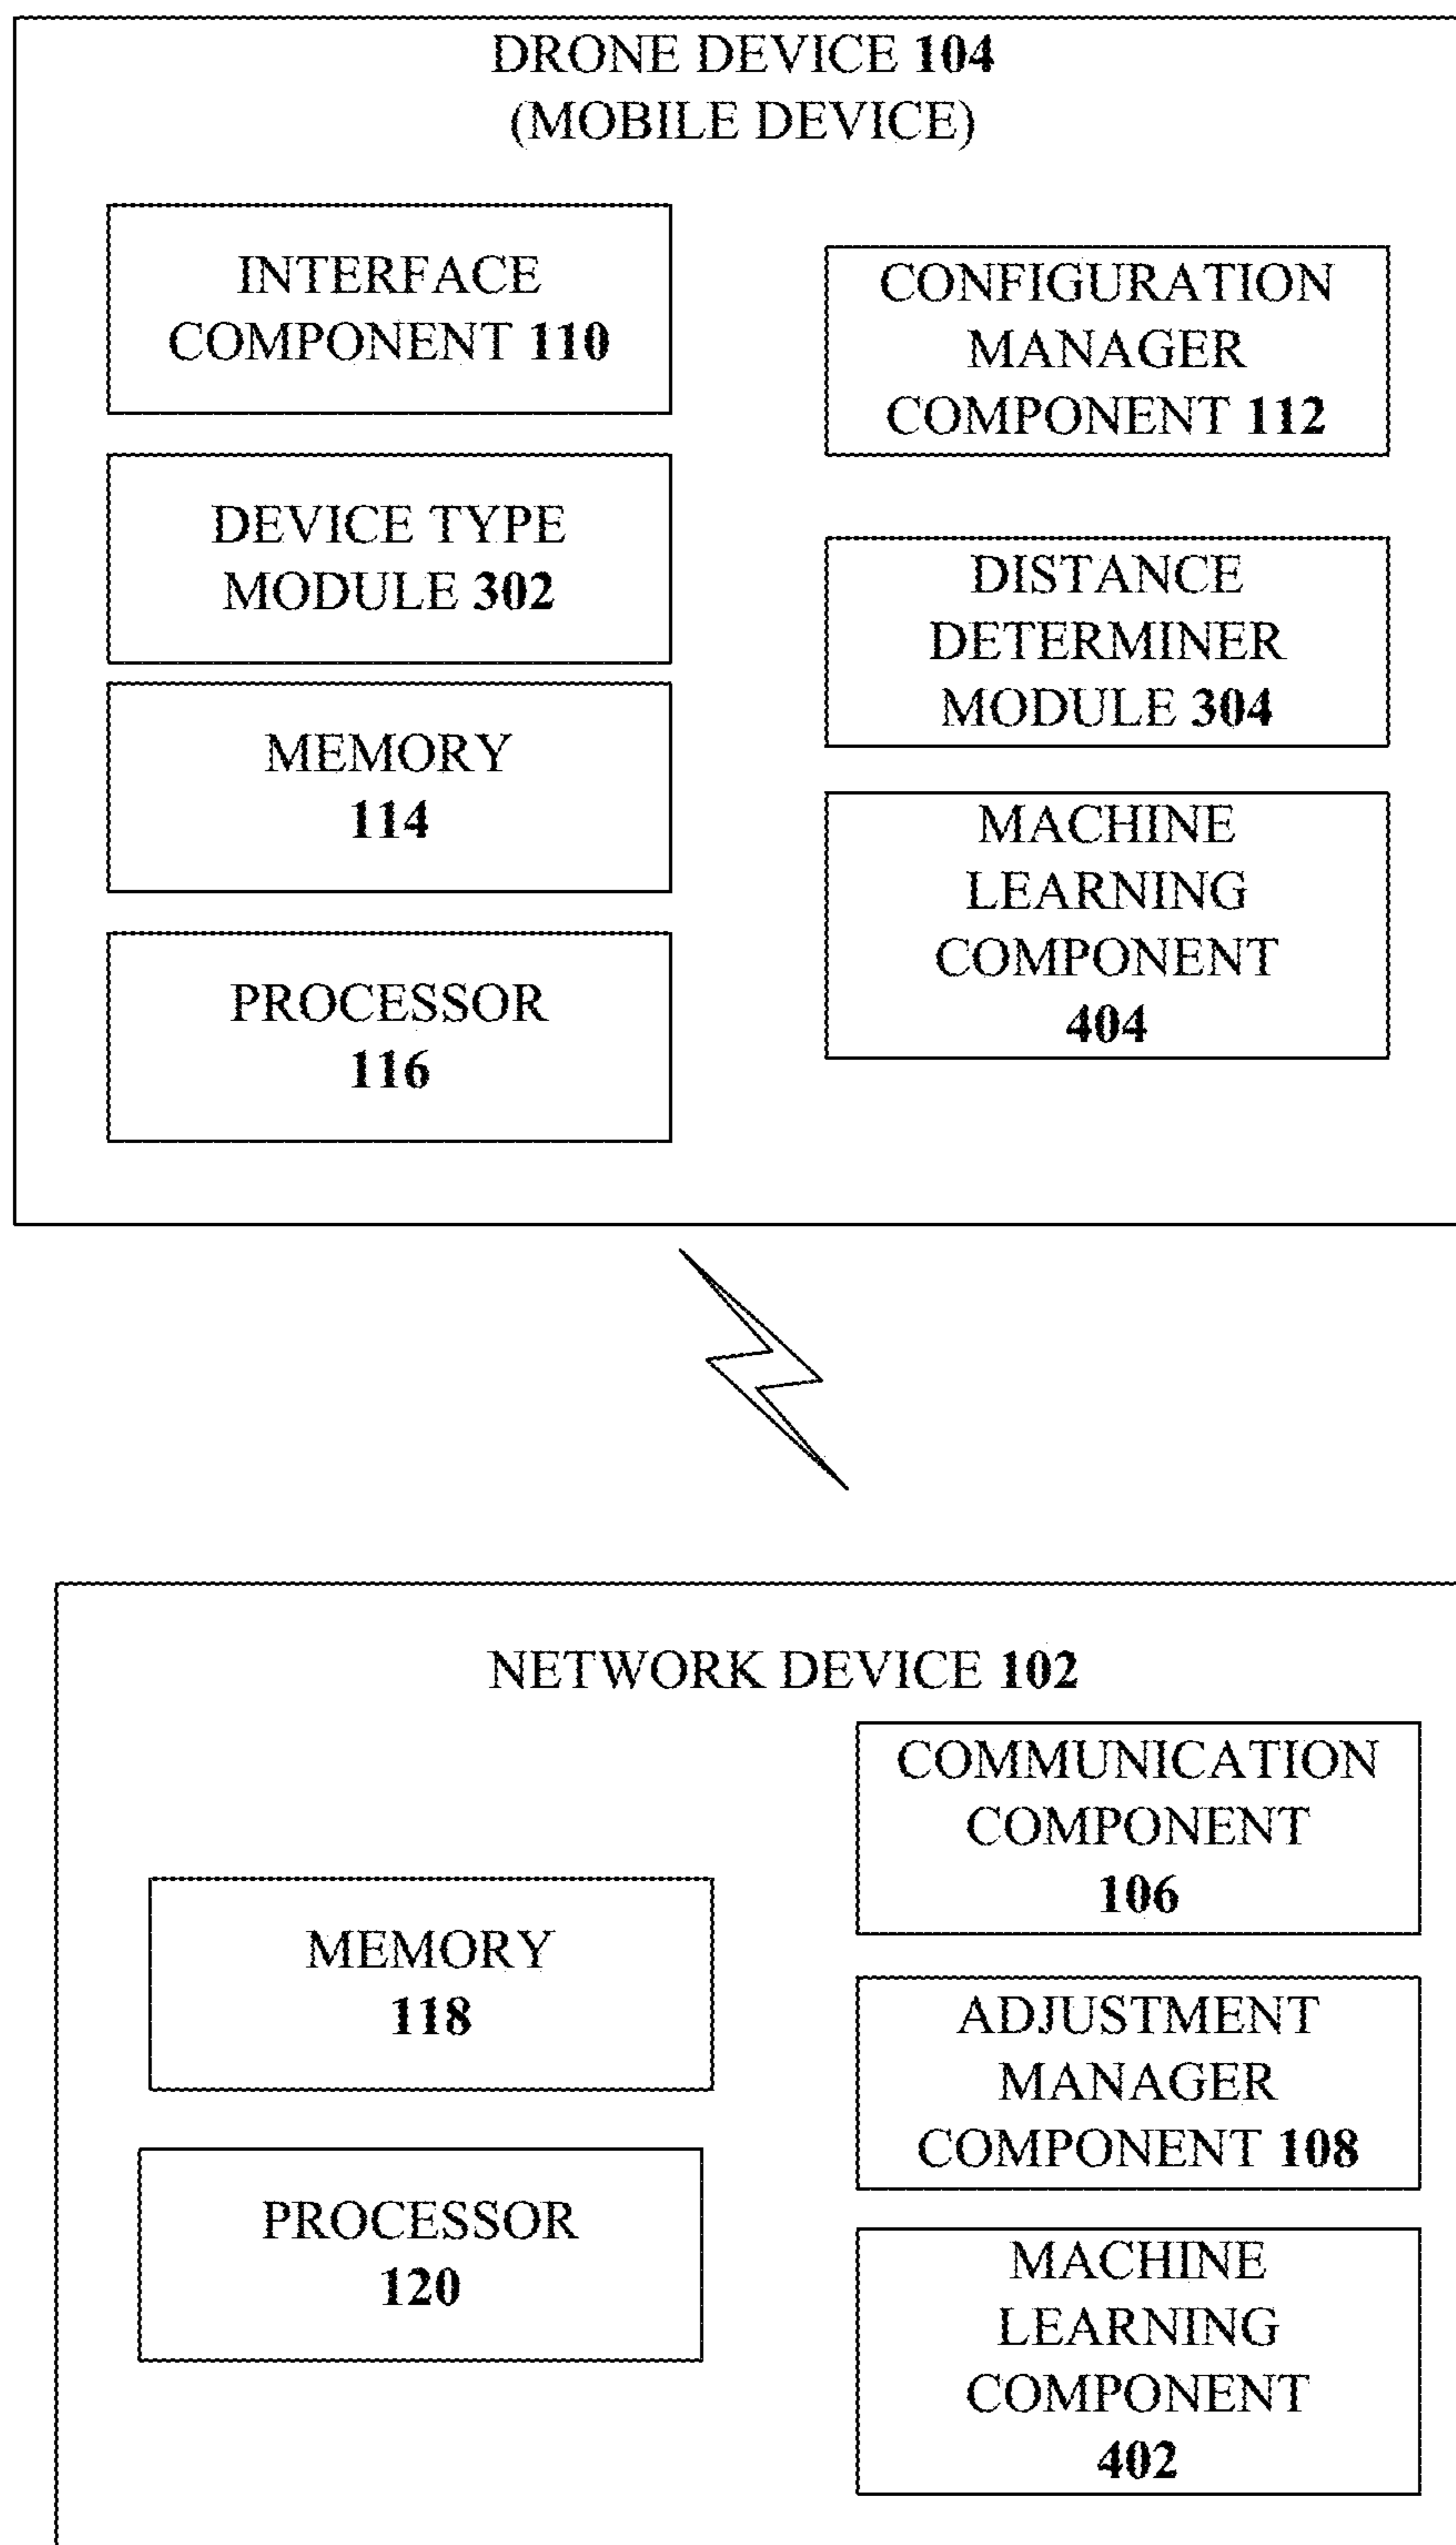 DRONE DEVICE 104
(MOBILE DEVICE)
INTERFACE
COMPONENT 110
DEVICE TYPE
MODULE 302
MEMORY
114
PROCESSOR
116
CONFIGURATION
MANAGER
COMPONENT 112
DISTANCE
DETERMINER
MODULE 304
MACHINE
LEARNING
COMPONENT
404
NETWORK DEVICE 102
MEMORY
118
PROCESSOR
120
COMMUNICATION
COMPONENT
106
ADJUSTMENT
MANAGER
COMPONENT 108
MACHINE
LEARNING
COMPONENT
402